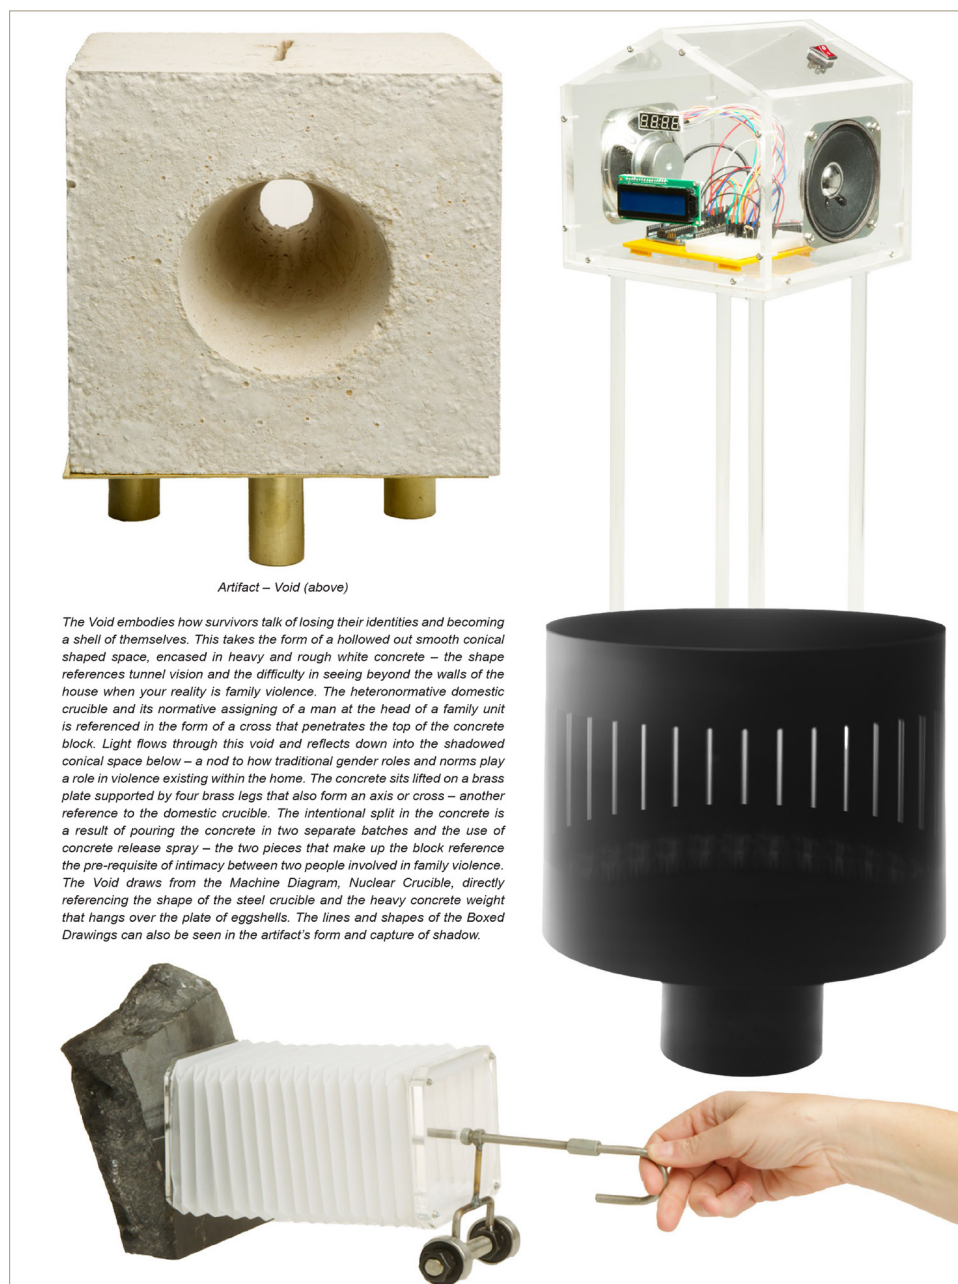 Artifact – Void (above)
The Void embodies how survivors talk of losing their identities and becoming
a shell of themselves. This takes the form of a hollowed out smooth conical
shaped space, encased in heavy and rough white concrete – the shape
references tunnel vision and the difficulty in seeing beyond the walls of the
house when your reality is family violence. The heteronormative domestic
crucible and its normative assigning of a man at the head of a family unit
is referenced in the form of a cross that penetrates the top of the concrete
block. Light flows through this void and reflects down into the shadowed
conical space below – a nod to how traditional gender roles and norms play
a role in violence existing within the home. The concrete sits lifted on a brass
plate supported by four brass legs that also form an axis or cross – another
reference to the domestic crucible. The intentional split in the concrete is
a result of pouring the concrete in two separate batches and the use of
concrete release spray – the two pieces that make up the block reference
the pre-requisite of intimacy between two people involved in family violence.
The Void draws from the Machine Diagram, Nuclear Crucible, directly
referencing the shape of the steel crucible and the heavy concrete weight
that hangs over the plate of eggshells. The lines and shapes of the Boxed
Drawings can also be seen in the artifact's form and capture of shadow.